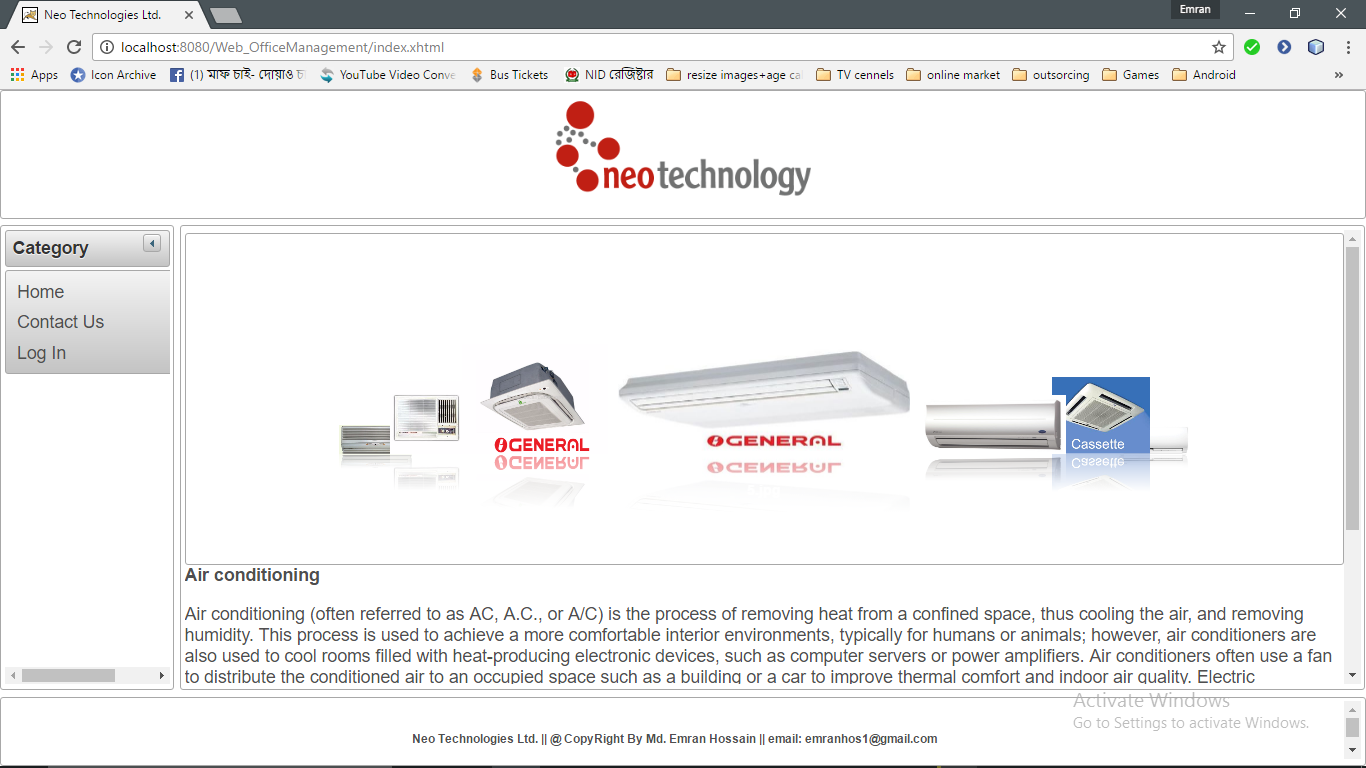 Neo Technologies Ltd.
Emran
localhost:8080/Web_OfficeManagement/index.xhtml
Apps Icon Archive (1) মাফ চাই- দোয়াও YouTube Video Conve Bus Tickets NID রেজিষ্টার resize images+age ca TV cennels online market outsorcing Games Android »
neotechnology
Category
Home
Contact Us
Log In
GENERAL
GENERAL
Cassette
Air conditioning
Air conditioning (often referred to as AC, A.C., or A/C) is the process of removing heat from a confined space, thus cooling the air, and removing
humidity. This process is used to achieve a more comfortable interior environments, typically for humans or animals; however, air conditioners are
also used to cool rooms filled with heat-producing electronic devices, such as computer servers or power amplifiers. Air conditioners often use a fan
to distribute the conditioned air to an occupied space such as a building or a car to improve thermal comfort and indoor air quality. Electric
Activate Windows
Go to Settings to activate Windows.
Neo Technologies Ltd. || @ CopyRight By Md. Emran Hossain || email: emranhos1@gmail.com